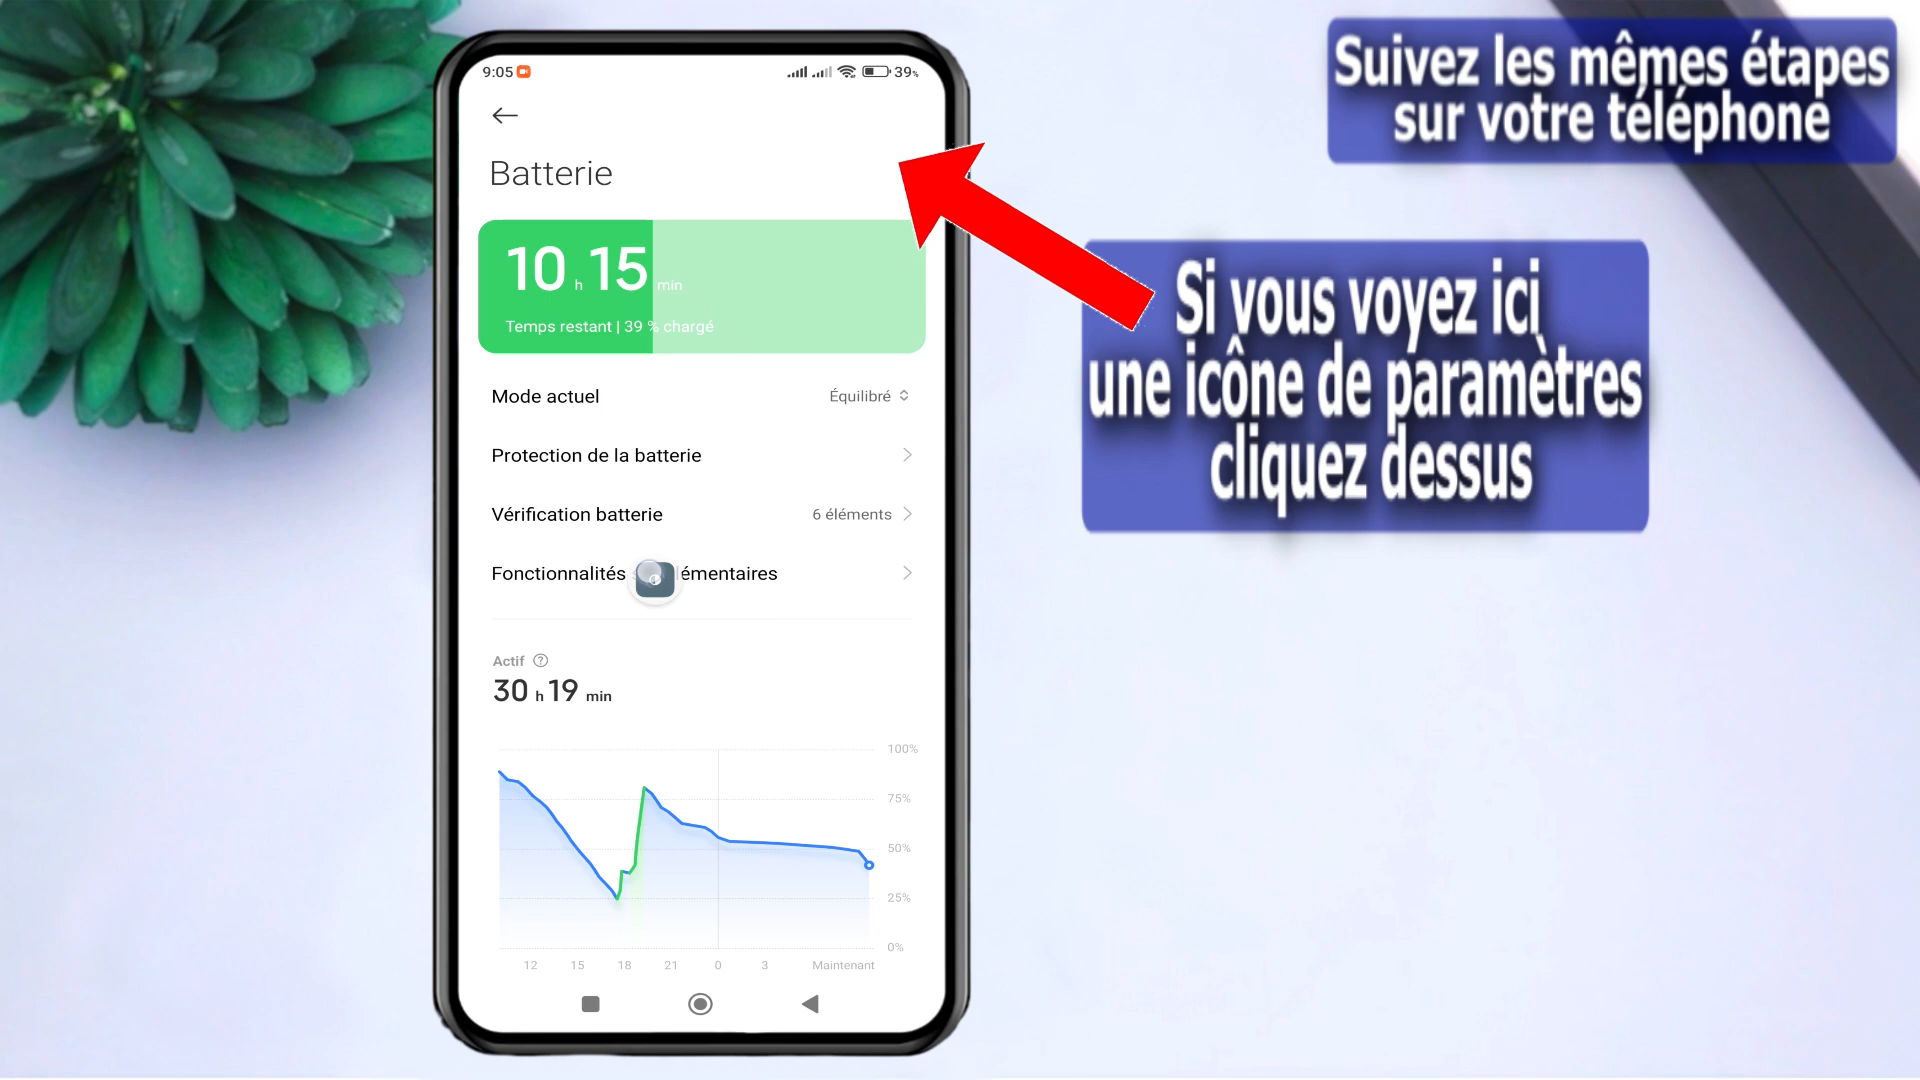 Suivez les mêmes étapes
sur votre téléphone
9:05
39%
Batterie
10 h 15 min
Temps restant | 39 % chargé
Si vous voyez ici
une icône de paramètres
cliquez dessus
Mode actuel Équilibré
Protection de la batterie
Vérification batterie 6 éléments
Fonctionnalités émentaires
Actif ?
30 h 19 min
100%
75%
50%
25%
0%
12 15 18 21 0 3 Maintenant